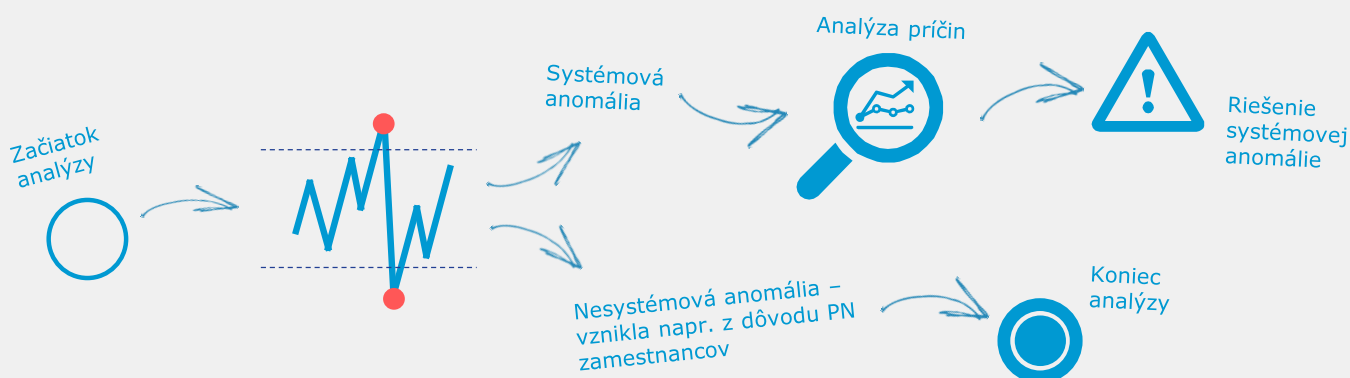 Začiatok
analýzy
Systémová
anomália
Analýza príčin
Riešenie
systémovej
anomálie
Nesystémová anomália –
vznikla napr. z dôvodu PN
zamestnancov
Koniec
analýzy